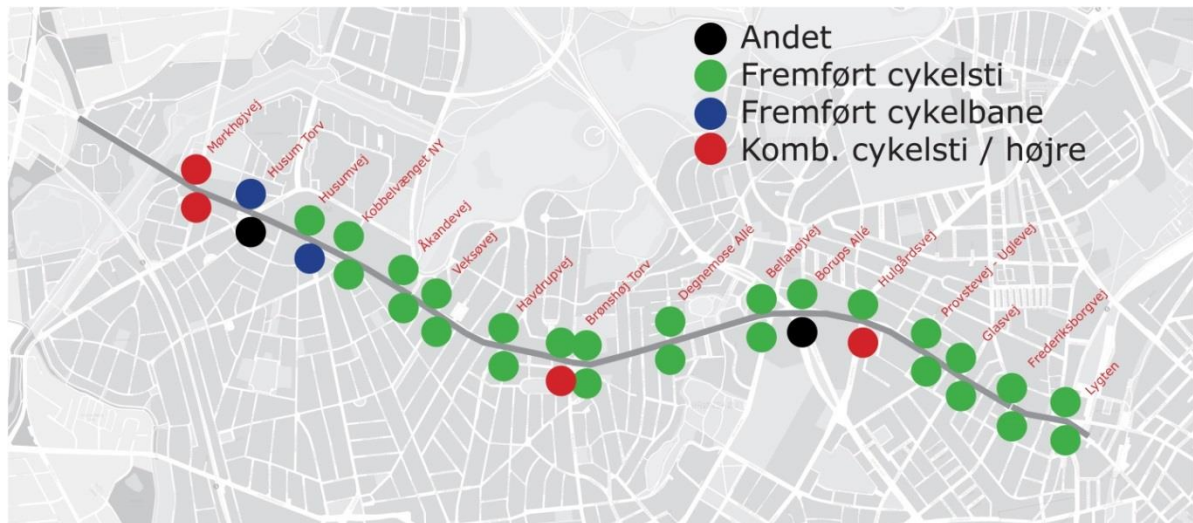 Andet
Fremført cykelsti
Fremført cykelbane
Komb. cykelsti / højre
Mørkhøjvej
Husum Torv
Husumvej
Kobbelvænget NY
Åkandevej
Veksøvej
Havdrupvej
Brønshøj Torv
Degnemose Allé
Bellahøjvej
Borups Allé
Hulgårdsvej
Provstevej - Uglevej
Glasvej
Frederiksborgvej
Lygten